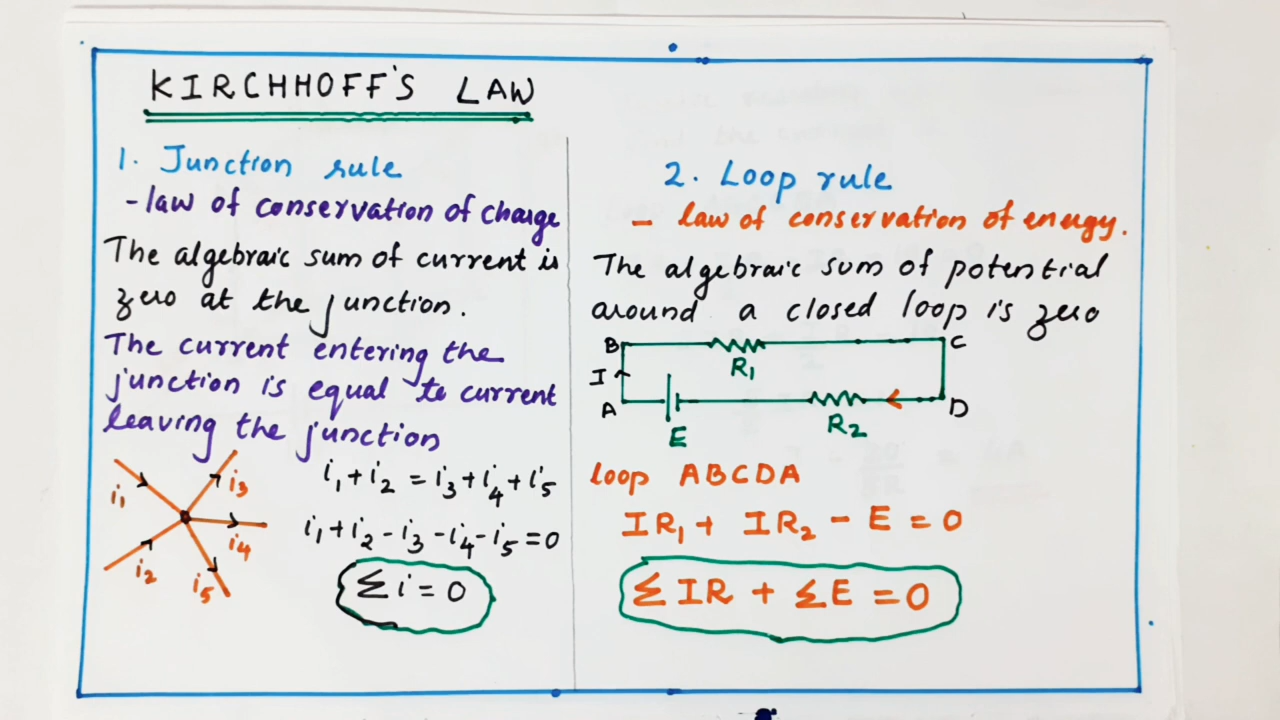 KIRCHHOFF'S LAW
1. Junction rule
- law of conservation of charge
The algebraic sum of current is
zero at the junction.
The current entering the
junction is equal to current
leaving the junction
i₁
i₂
i₃
i₄
i₅
i₁ + i₂ = i₃ + i₄ + i₅
i₁ + i₂ - i₃ - i₄ - i₅ = 0
Σ i = 0
2. Loop rule
- law of conservation of energy.
The algebraic sum of potential
around a closed loop is zero
B
R₁
C
I
A
E
R₂
D
loop ABCDA
IR₁ + IR₂ - E = 0
Σ IR + Σ E = 0